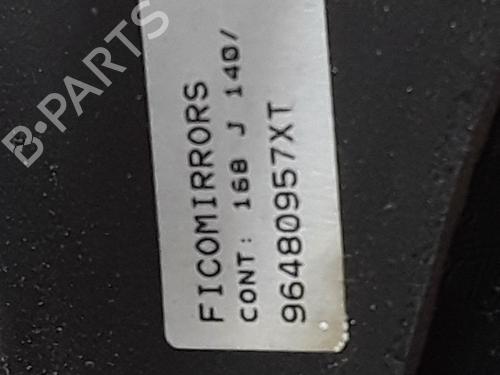 FICOMIRRORS
CONT: 168 J 140/
96480957XT
B-PARTS